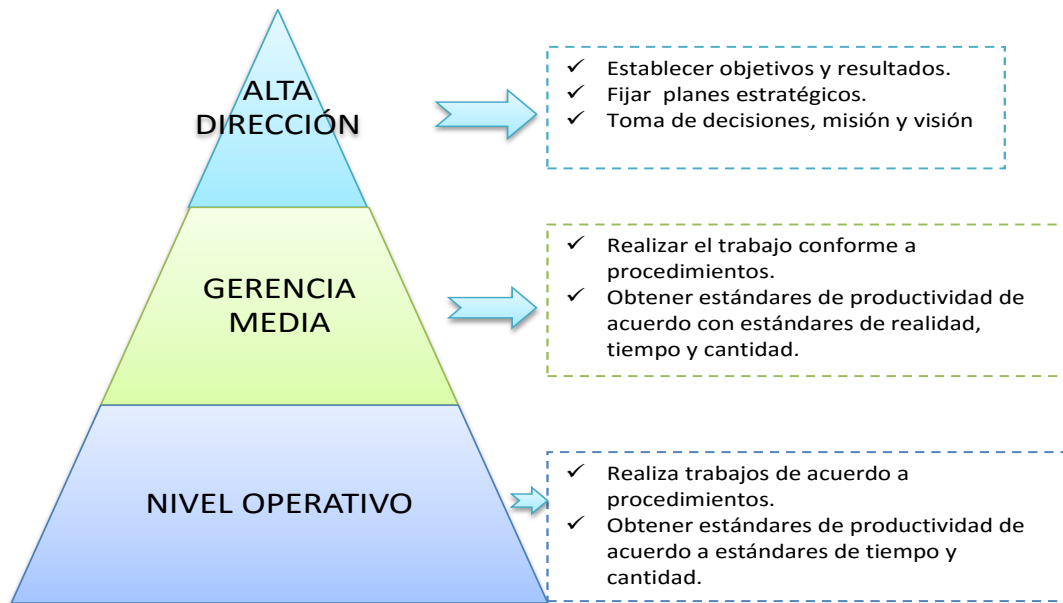 ALTA
DIRECCIÓN
✓ Establecer objetivos y resultados.
✓ Fijar planes estratégicos.
✓ Toma de decisiones, misión y visión
GERENCIA
MEDIA
✓ Realizar el trabajo conforme a
procedimientos.
✓ Obtener estándares de productividad de
acuerdo con estándares de realidad,
tiempo y cantidad.
NIVEL OPERATIVO
✓ Realiza trabajos de acuerdo a
procedimientos.
✓ Obtener estándares de productividad de
acuerdo a estándares de tiempo y
cantidad.